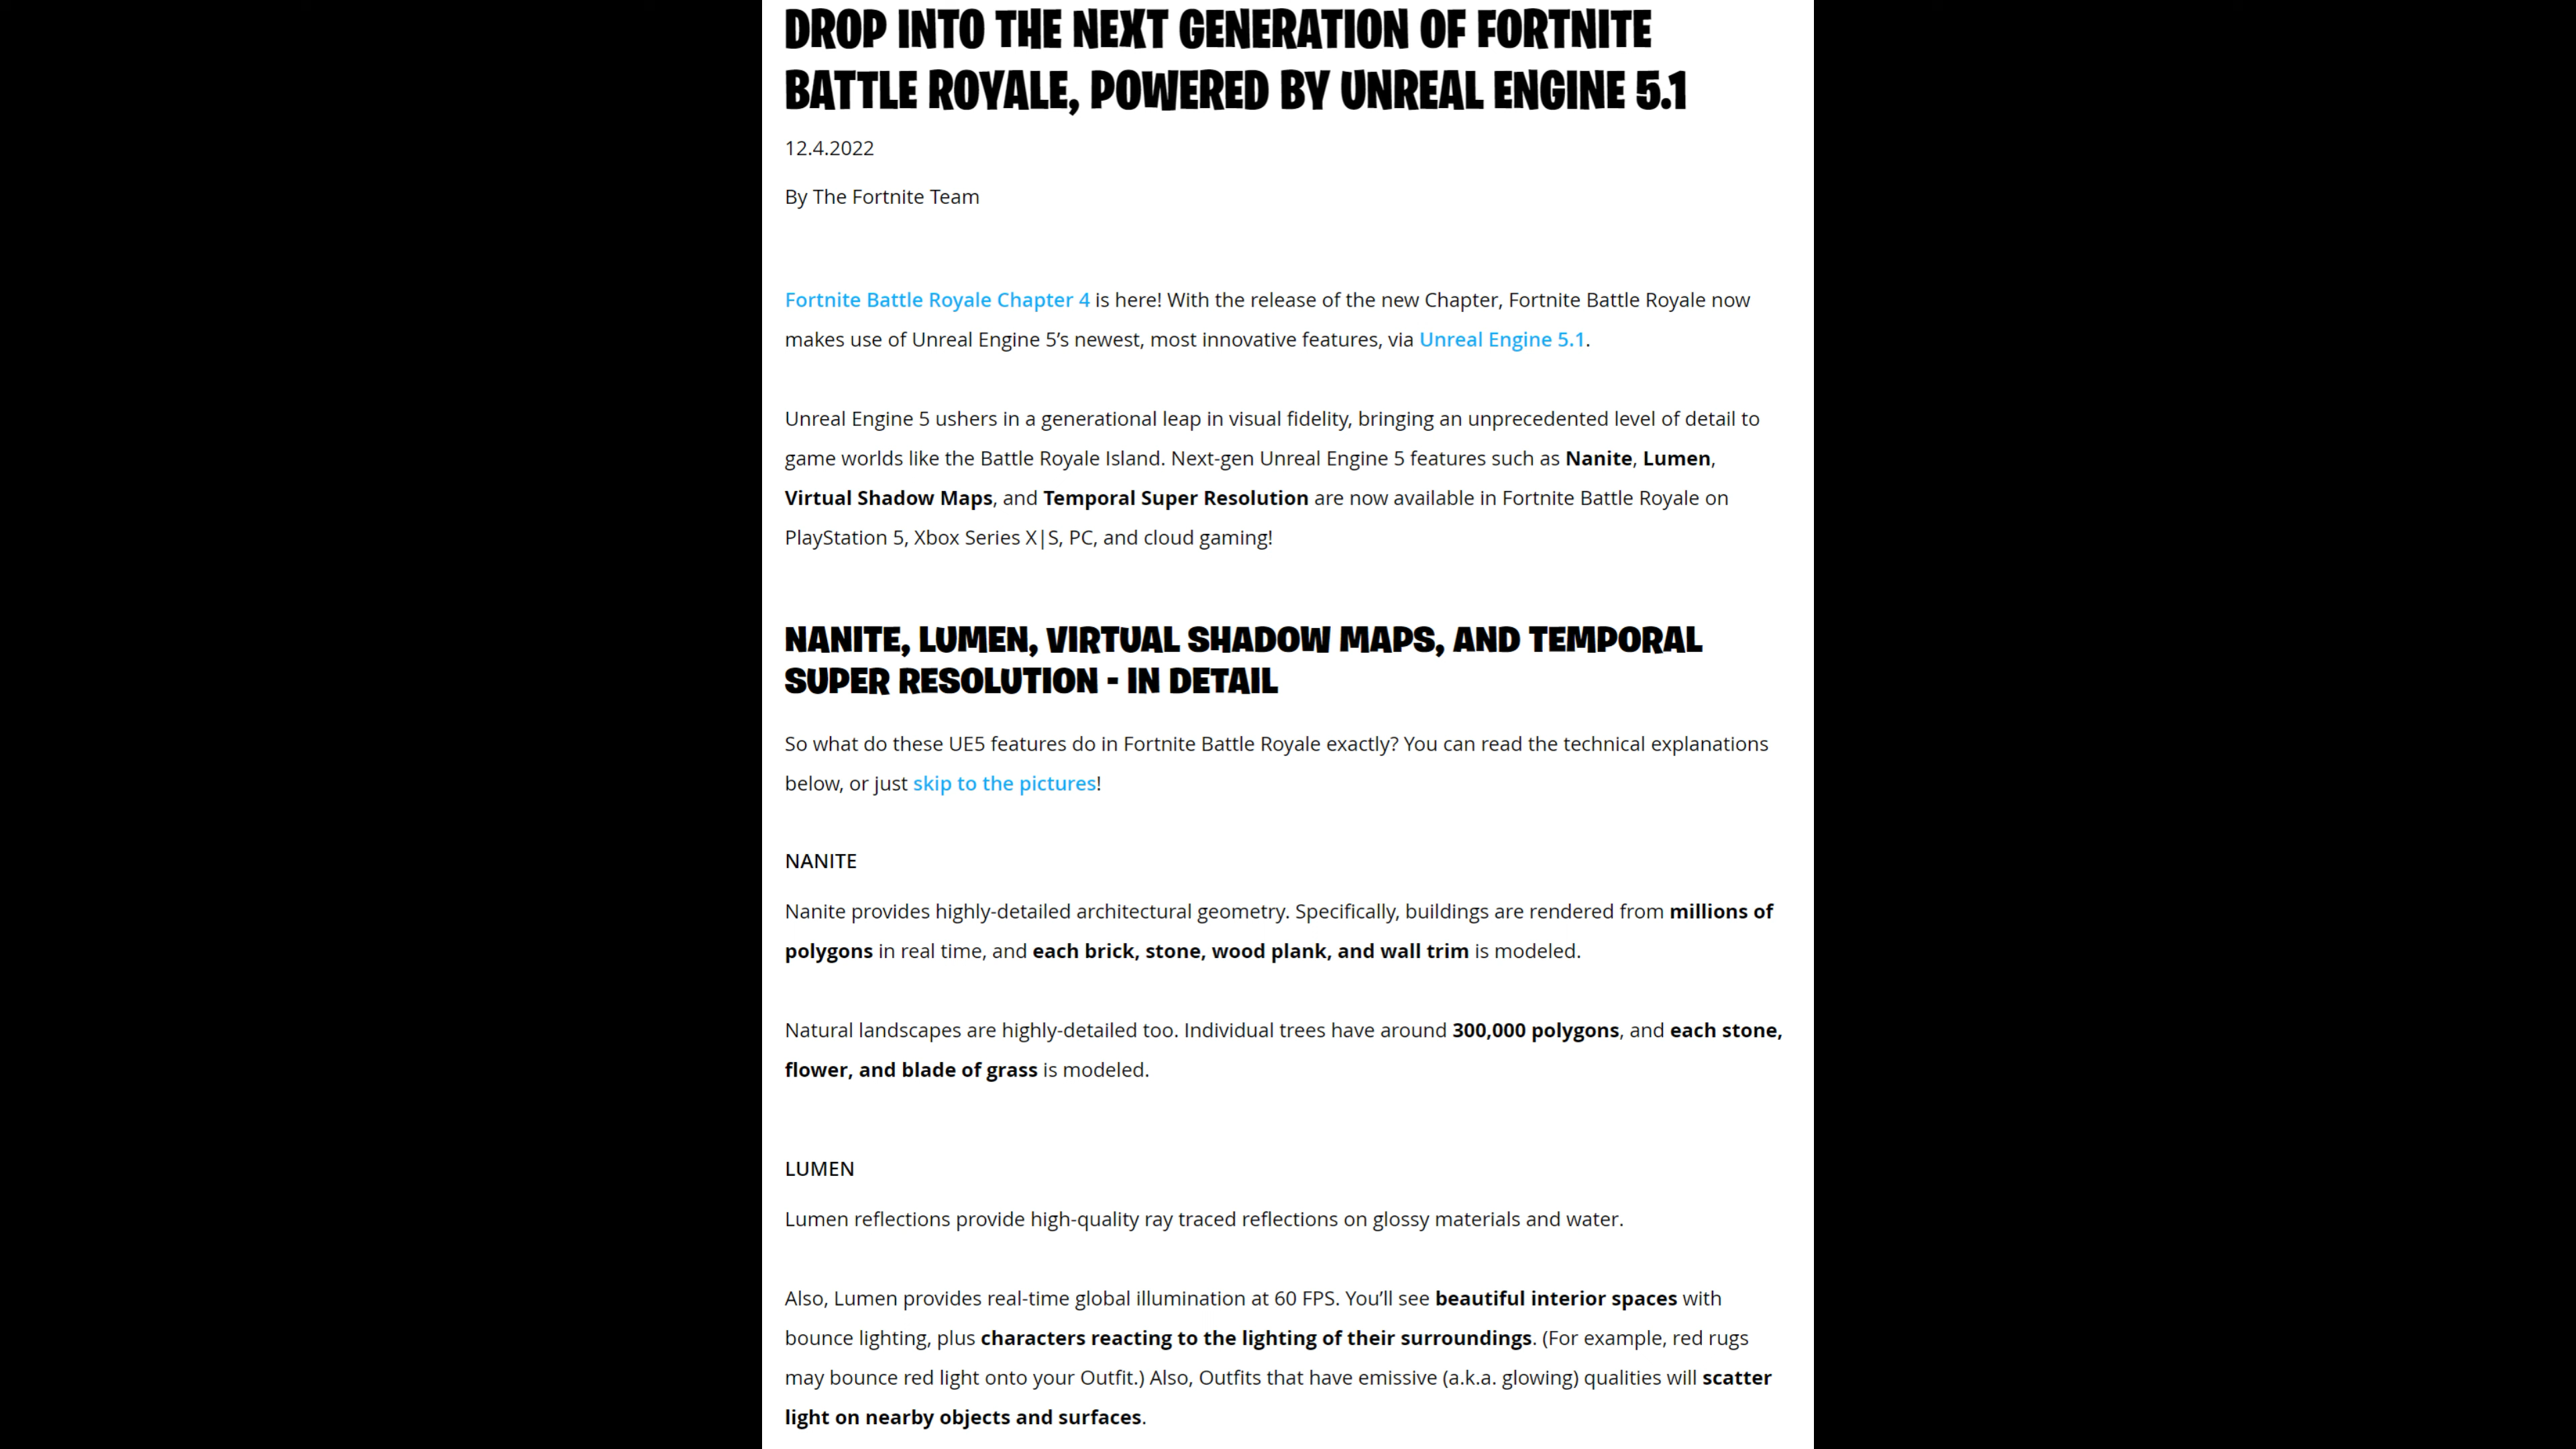 DROP INTO THE NEXT GENERATION OF FORTNITE
BATTLE ROYALE, POWERED BY UNREAL ENGINE 5.1
12.4.2022
By The Fortnite Team
Fortnite Battle Royale Chapter 4 is here! With the release of the new Chapter, Fortnite Battle Royale now
makes use of Unreal Engine 5’s newest, most innovative features, via Unreal Engine 5.1.
Unreal Engine 5 ushers in a generational leap in visual fidelity, bringing an unprecedented level of detail to
game worlds like the Battle Royale Island. Next-gen Unreal Engine 5 features such as Nanite, Lumen,
Virtual Shadow Maps, and Temporal Super Resolution are now available in Fortnite Battle Royale on
PlayStation 5, Xbox Series X|S, PC, and cloud gaming!
NANITE, LUMEN, VIRTUAL SHADOW MAPS, AND TEMPORAL
SUPER RESOLUTION - IN DETAIL
So what do these UE5 features do in Fortnite Battle Royale exactly? You can read the technical explanations
below, or just skip to the pictures!
NANITE
Nanite provides highly-detailed architectural geometry. Specifically, buildings are rendered from millions of
polygons in real time, and each brick, stone, wood plank, and wall trim is modeled.
Natural landscapes are highly-detailed too. Individual trees have around 300,000 polygons, and each stone,
flower, and blade of grass is modeled.
LUMEN
Lumen reflections provide high-quality ray traced reflections on glossy materials and water.
Also, Lumen provides real-time global illumination at 60 FPS. You’ll see beautiful interior spaces with
bounce lighting, plus characters reacting to the lighting of their surroundings. (For example, red rugs
may bounce red light onto your Outfit.) Also, Outfits that have emissive (a.k.a. glowing) qualities will scatter
light on nearby objects and surfaces.